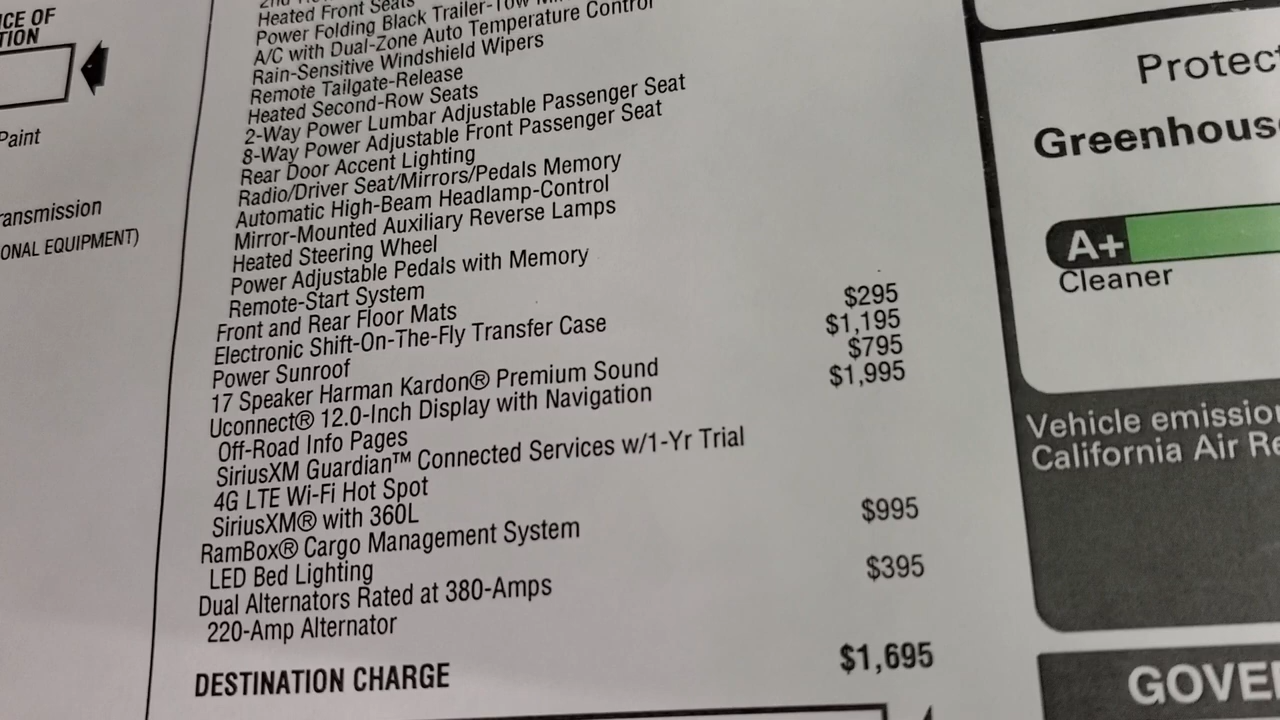 ICE OF
TION
Paint
ransmission
ONAL EQUIPMENT)
Heated Front Seats
Power Folding Black Trailer-Tow
A/C with Dual-Zone Auto Temperature Control
Rain-Sensitive Windshield Wipers
Remote Tailgate-Release
Heated Second-Row Seats
2-Way Power Lumbar Adjustable Passenger Seat
8-Way Power Adjustable Front Passenger Seat
Rear Door Accent Lighting
Radio/Driver Seat/Mirrors/Pedals Memory
Automatic High-Beam Headlamp-Control
Mirror-Mounted Auxiliary Reverse Lamps
Heated Steering Wheel
Power Adjustable Pedals with Memory
Remote-Start System
Front and Rear Floor Mats
Electronic Shift-On-The-Fly Transfer Case $295
Power Sunroof $1,195
17 Speaker Harman Kardon® Premium Sound $795
Uconnect® 12.0-Inch Display with Navigation $1,995
Off-Road Info Pages
SiriusXM Guardian™ Connected Services w/1-Yr Trial
4G LTE Wi-Fi Hot Spot
SiriusXM® with 360L
RamBox® Cargo Management System $995
LED Bed Lighting
Dual Alternators Rated at 380-Amps $395
220-Amp Alternator
DESTINATION CHARGE $1,695
Protec
Greenhous
A+
Cleaner
Vehicle emissio
California Air Re
GOVE